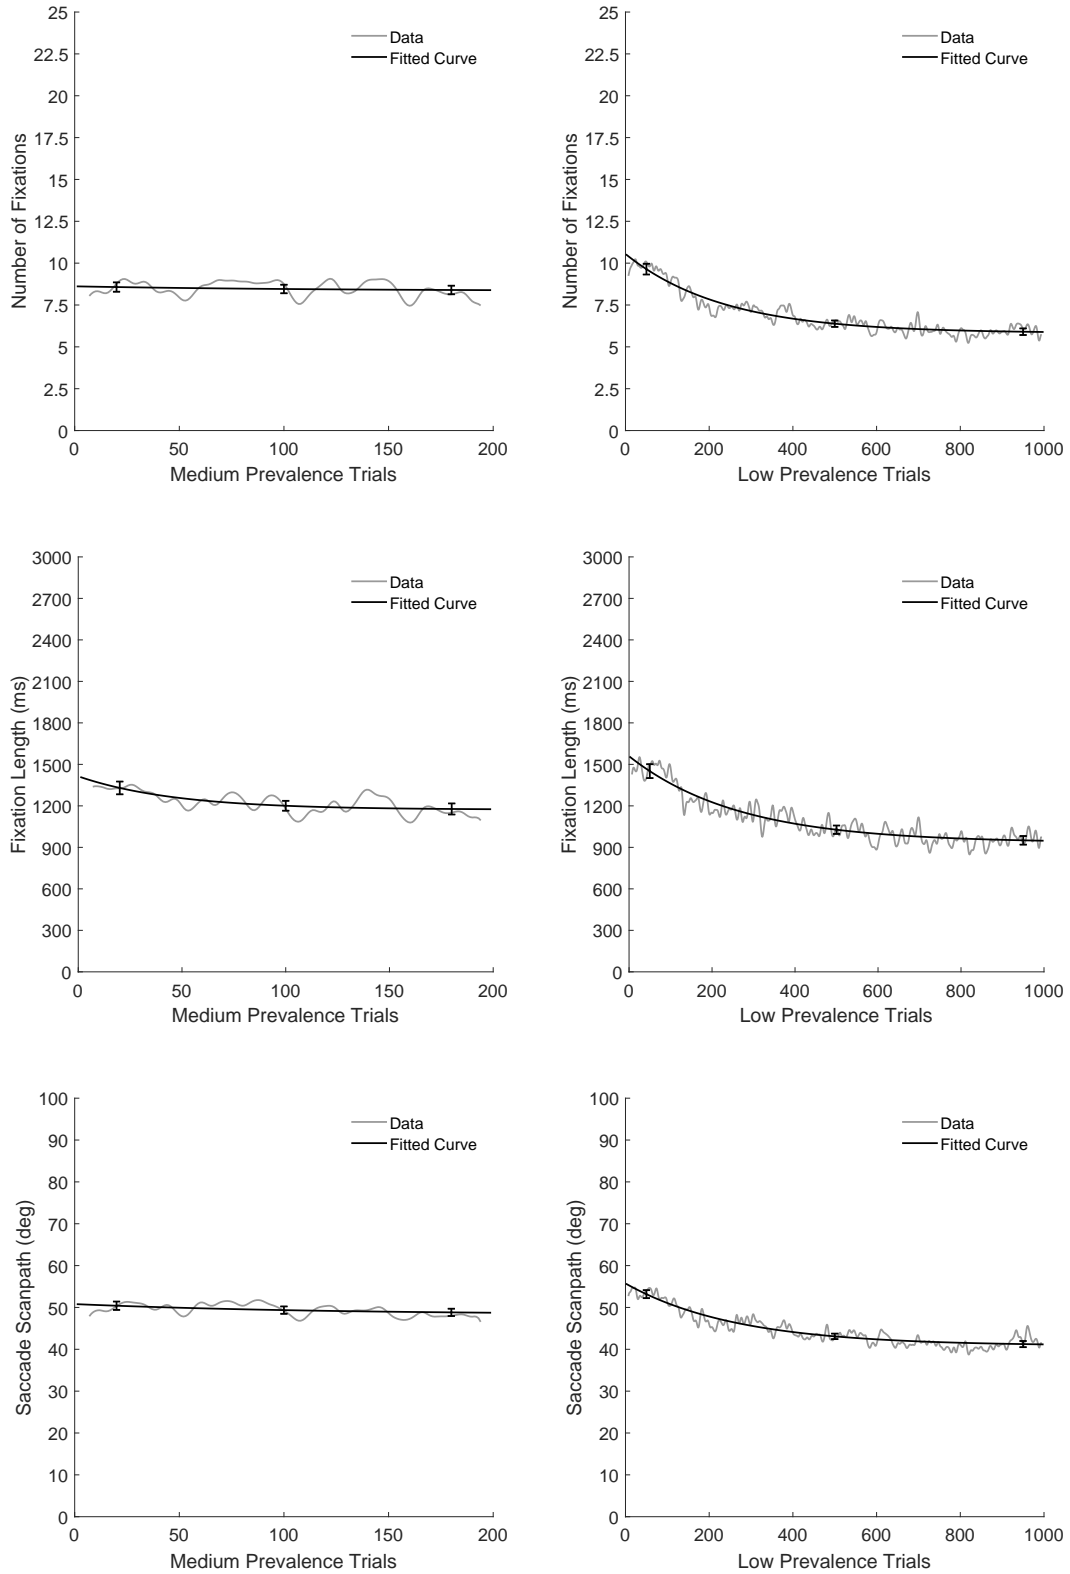 25
22.5
20
17.5
15
12.5
10
7.5
5
2.5
0
Number of Fixations
0 50 100 150 200
Medium Prevalence Trials
Data
Fitted Curve
25
22.5
20
17.5
15
12.5
10
7.5
5
2.5
0
Number of Fixations
0 200 400 600 800 1000
Low Prevalence Trials
Data
Fitted Curve
3000
2700
2400
2100
1800
1500
1200
900
600
300
0
Fixation Length (ms)
0 50 100 150 200
Medium Prevalence Trials
Data
Fitted Curve
3000
2700
2400
2100
1800
1500
1200
900
600
300
0
Fixation Length (ms)
0 200 400 600 800 1000
Low Prevalence Trials
Data
Fitted Curve
100
90
80
70
60
50
40
30
20
10
0
Saccade Scanpath (deg)
0 50 100 150 200
Medium Prevalence Trials
Data
Fitted Curve
100
90
80
70
60
50
40
30
20
10
0
Saccade Scanpath (deg)
0 200 400 600 800 1000
Low Prevalence Trials
Data
Fitted Curve